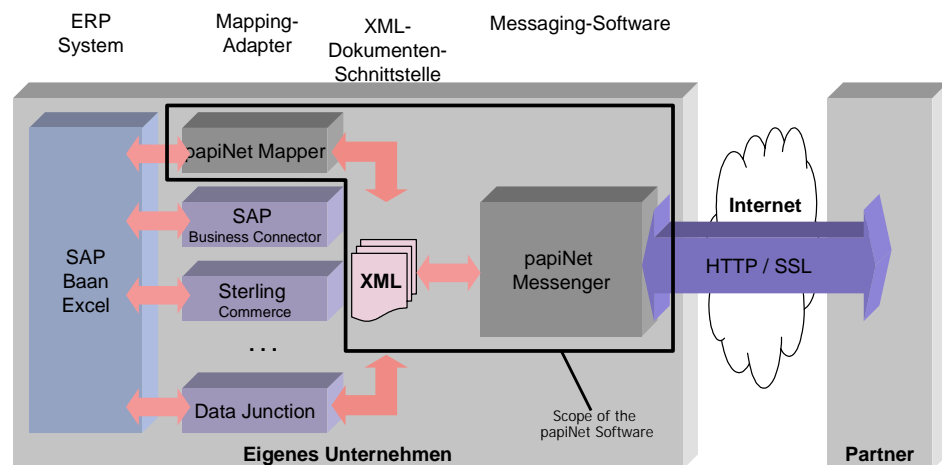 ERP
System
Mapping-
Adapter
XML-
Dokumenten-
Schnittstelle
Messaging-Software
papiNet Mapper
SAP
Business Connector
Sterling
Commerce
...
Data Junction
SAP
Baan
Excel
XML
papiNet
Messenger
Internet
HTTP / SSL
Scope of the
papiNet Software
Eigenes Unternehmen
Partner